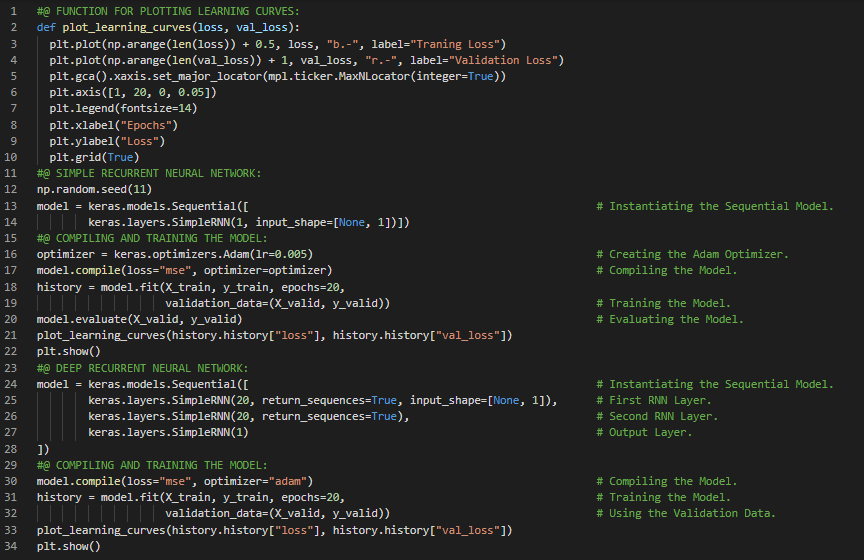 1 #@ FUNCTION FOR PLOTTING LEARNING CURVES:
2 def plot_learning_curves(loss, val_loss):
3   plt.plot(np.arange(len(loss)) + 0.5, loss, "b.-", label="Traning Loss")
4   plt.plot(np.arange(len(val_loss)) + 1, val_loss, "r.-", label="Validation Loss")
5   plt.gca().xaxis.set_major_locator(mpl.ticker.MaxNLocator(integer=True))
6   plt.axis([1, 20, 0, 0.05])
7   plt.legend(fontsize=14)
8   plt.xlabel("Epochs")
9   plt.ylabel("Loss")
10   plt.grid(True)
11 #@ SIMPLE RECURRENT NEURAL NETWORK:
12 np.random.seed(11)
13 model = keras.models.Sequential([ # Instantiating the Sequential Model.
14         keras.layers.SimpleRNN(1, input_shape=[None, 1])])
15 #@ COMPILING AND TRAINING THE MODEL:
16 optimizer = keras.optimizers.Adam(lr=0.005) # Creating the Adam Optimizer.
17 model.compile(loss="mse", optimizer=optimizer) # Compiling the Model.
18 history = model.fit(X_train, y_train, epochs=20,
19                     validation_data=(X_valid, y_valid)) # Training the Model.
20 model.evaluate(X_valid, y_valid) # Evaluating the Model.
21 plot_learning_curves(history.history["loss"], history.history["val_loss"])
22 plt.show()
23 #@ DEEP RECURRENT NEURAL NETWORK:
24 model = keras.models.Sequential([ # Instantiating the Sequential Model.
25         keras.layers.SimpleRNN(20, return_sequences=True, input_shape=[None, 1]), # First RNN Layer.
26         keras.layers.SimpleRNN(20, return_sequences=True), # Second RNN Layer.
27         keras.layers.SimpleRNN(1) # Output Layer.
28 ])
29 #@ COMPILING AND TRAINING THE MODEL:
30 model.compile(loss="mse", optimizer="adam") # Compiling the Model.
31 history = model.fit(X_train, y_train, epochs=20, # Training the Model.
32                     validation_data=(X_valid, y_valid)) # Using the Validation Data.
33 plot_learning_curves(history.history["loss"], history.history["val_loss"])
34 plt.show()